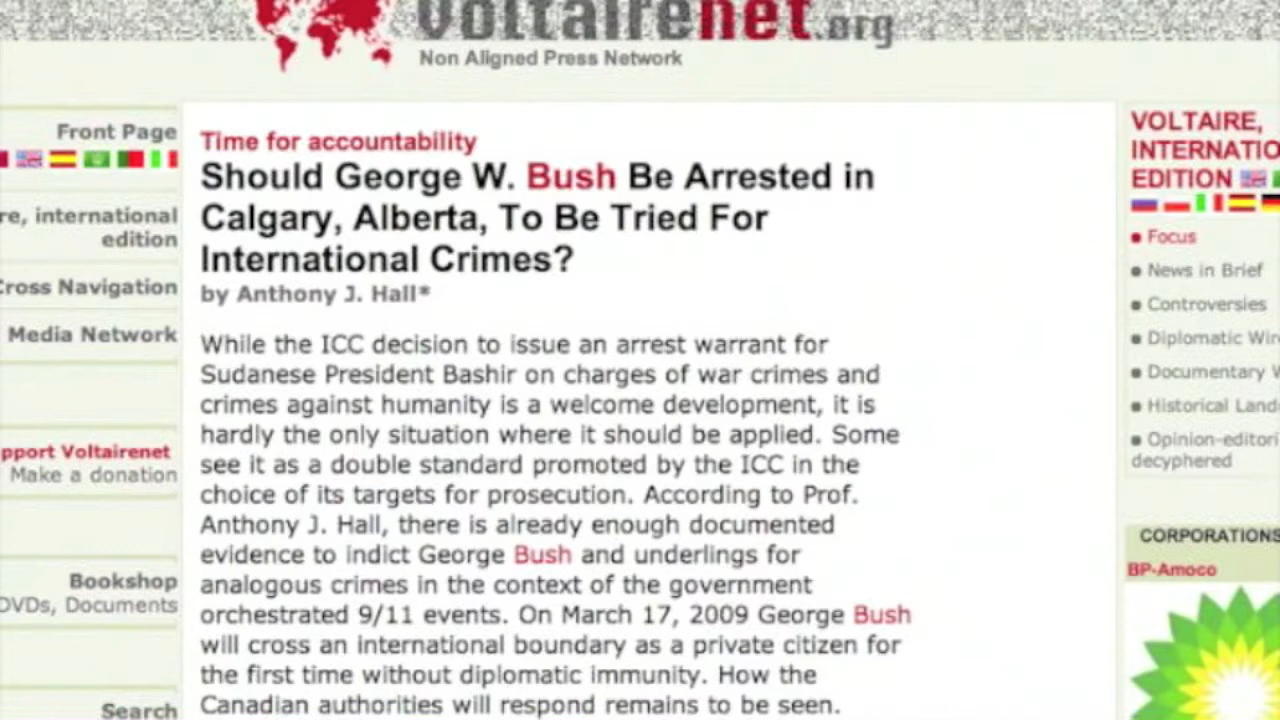 voltairenet.org
Non Aligned Press Network
Front Page
re, international
edition
Cross Navigation
Media Network
pport Voltairenet
Make a donation
Bookshop
DVDs, Documents
Search
Time for accountability
Should George W. Bush Be Arrested in
Calgary, Alberta, To Be Tried For
International Crimes?
by Anthony J. Hall*
While the ICC decision to issue an arrest warrant for
Sudanese President Bashir on charges of war crimes and
crimes against humanity is a welcome development, it is
hardly the only situation where it should be applied. Some
see it as a double standard promoted by the ICC in the
choice of its targets for prosecution. According to Prof.
Anthony J. Hall, there is already enough documented
evidence to indict George Bush and underlings for
analogous crimes in the context of the government
orchestrated 9/11 events. On March 17, 2009 George Bush
will cross an international boundary as a private citizen for
the first time without diplomatic immunity. How the
Canadian authorities will respond remains to be seen.
VOLTAIRE,
INTERNATIO
EDITION
Focus
News in Brief
Controversies
Diplomatic Wir
Documentary W
Historical Land
Opinion-editori
decyphered
CORPORATIONS
BP-Amoco